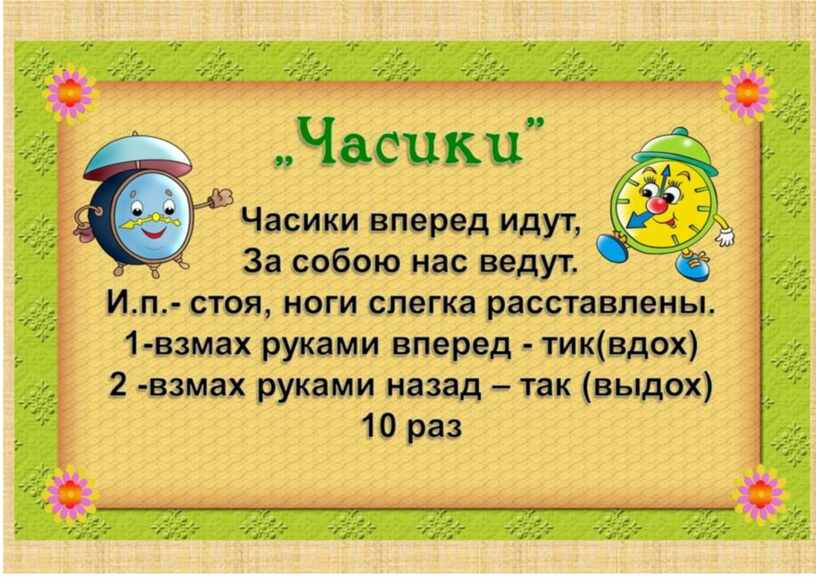 „Часики”
Часики вперед идут,
За собою нас ведут.
И.п.- стоя, ноги слегка расставлены.
1-взмах руками вперед - тик(вдох)
2 -взмах руками назад – так (выдох)
10 раз